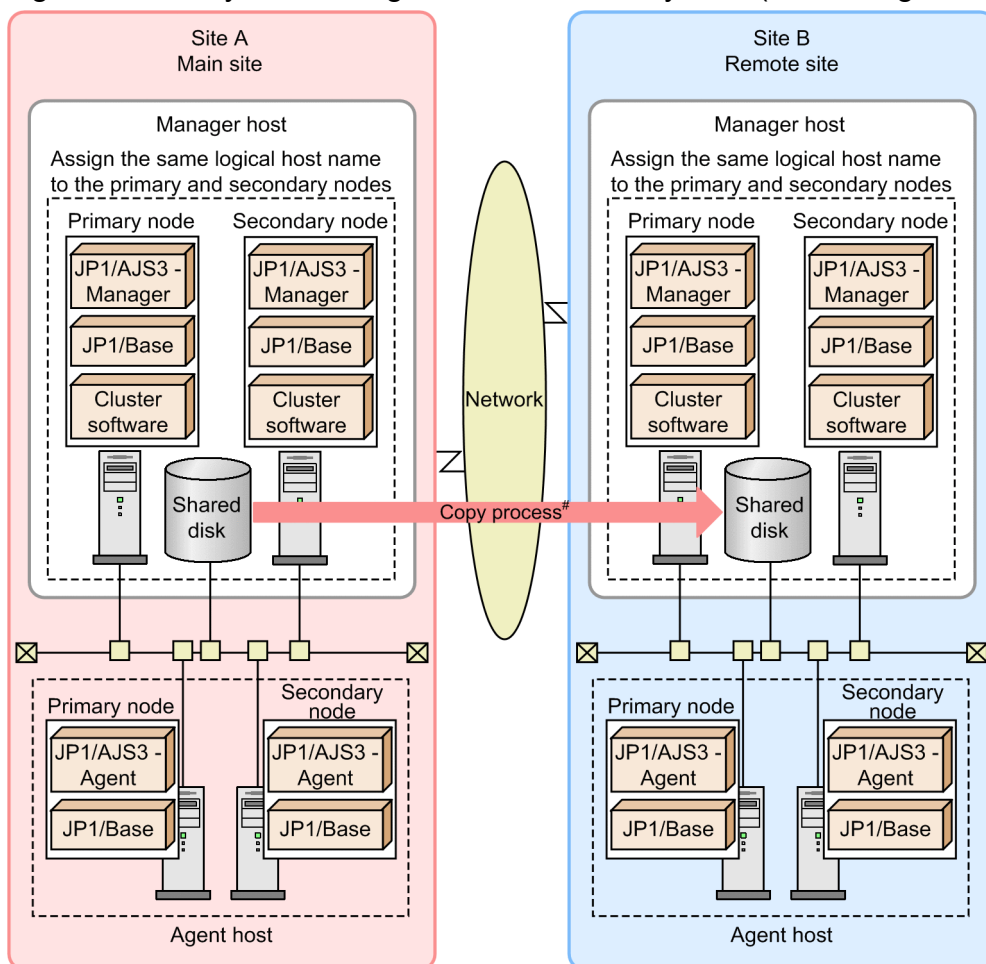 Site A
Main site
Manager host
Assign the same logical host name
to the primary and secondary nodes
Primary node
Secondary node
JP1/AJS3 -
Manager
JP1/Base
Cluster
software
JP1/AJS3 -
Manager
JP1/Base
Cluster
software
Shared
disk
Primary node
JP1/AJS3 -
Agent
JP1/Base
Secondary
node
JP1/AJS3 -
Agent
JP1/Base
Agent host
Network
Copy process#
Site B
Remote site
Manager host
Assign the same logical host name
to the primary and secondary nodes
Primary node
Secondary node
JP1/AJS3 -
Manager
JP1/Base
Cluster
software
JP1/AJS3 -
Manager
JP1/Base
Cluster
software
Shared
disk
Primary node
JP1/AJS3 -
Agent
JP1/Base
Secondary
node
JP1/AJS3 -
Agent
JP1/Base
Agent host